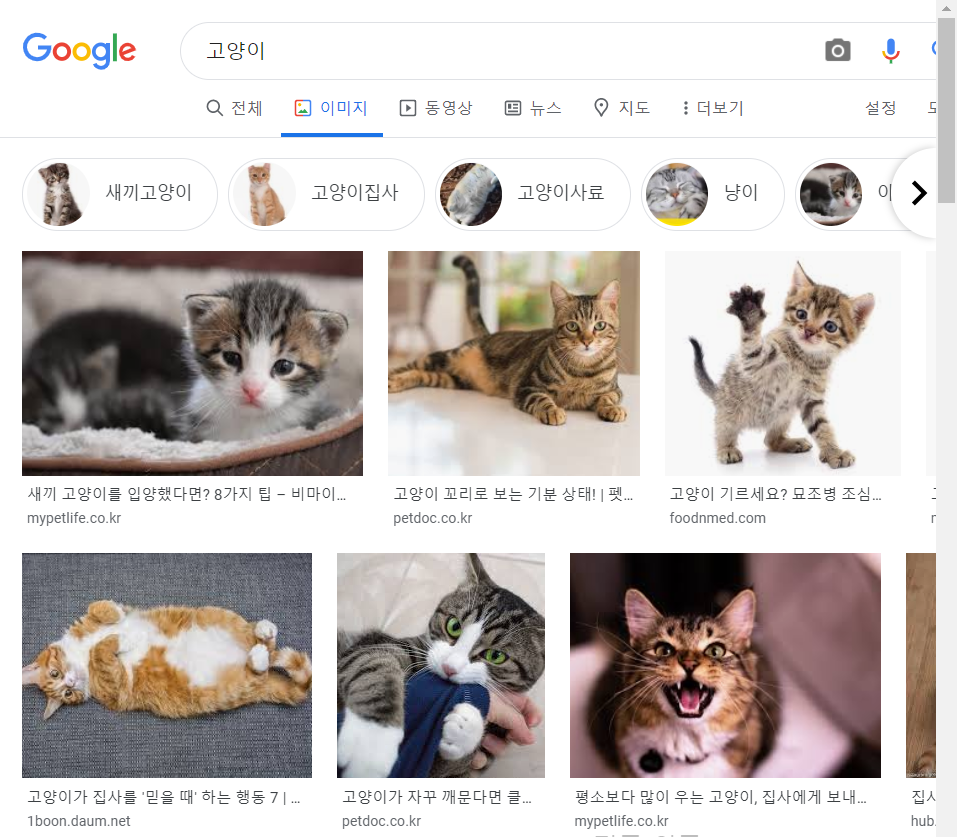 Google
고양이
전체 이미지 동영상 뉴스 지도 더보기 설정
새끼고양이 고양이집사 고양이사료 냥이 이
새끼 고양이를 입양했다면? 8가지 팁 – 비마이...
mypetlife.co.kr
고양이 꼬리로 보는 기분 상태! | 펫...
petdoc.co.kr
고양이 기르세요? 묘조병 조심...
foodnmed.com
고양이가 집사를 '믿을 때' 하는 행동 7 | ...
1boon.daum.net
고양이가 자꾸 깨문다면 클...
petdoc.co.kr
평소보다 많이 우는 고양이, 집사에게 보내...
mypetlife.co.kr
집사
hub.